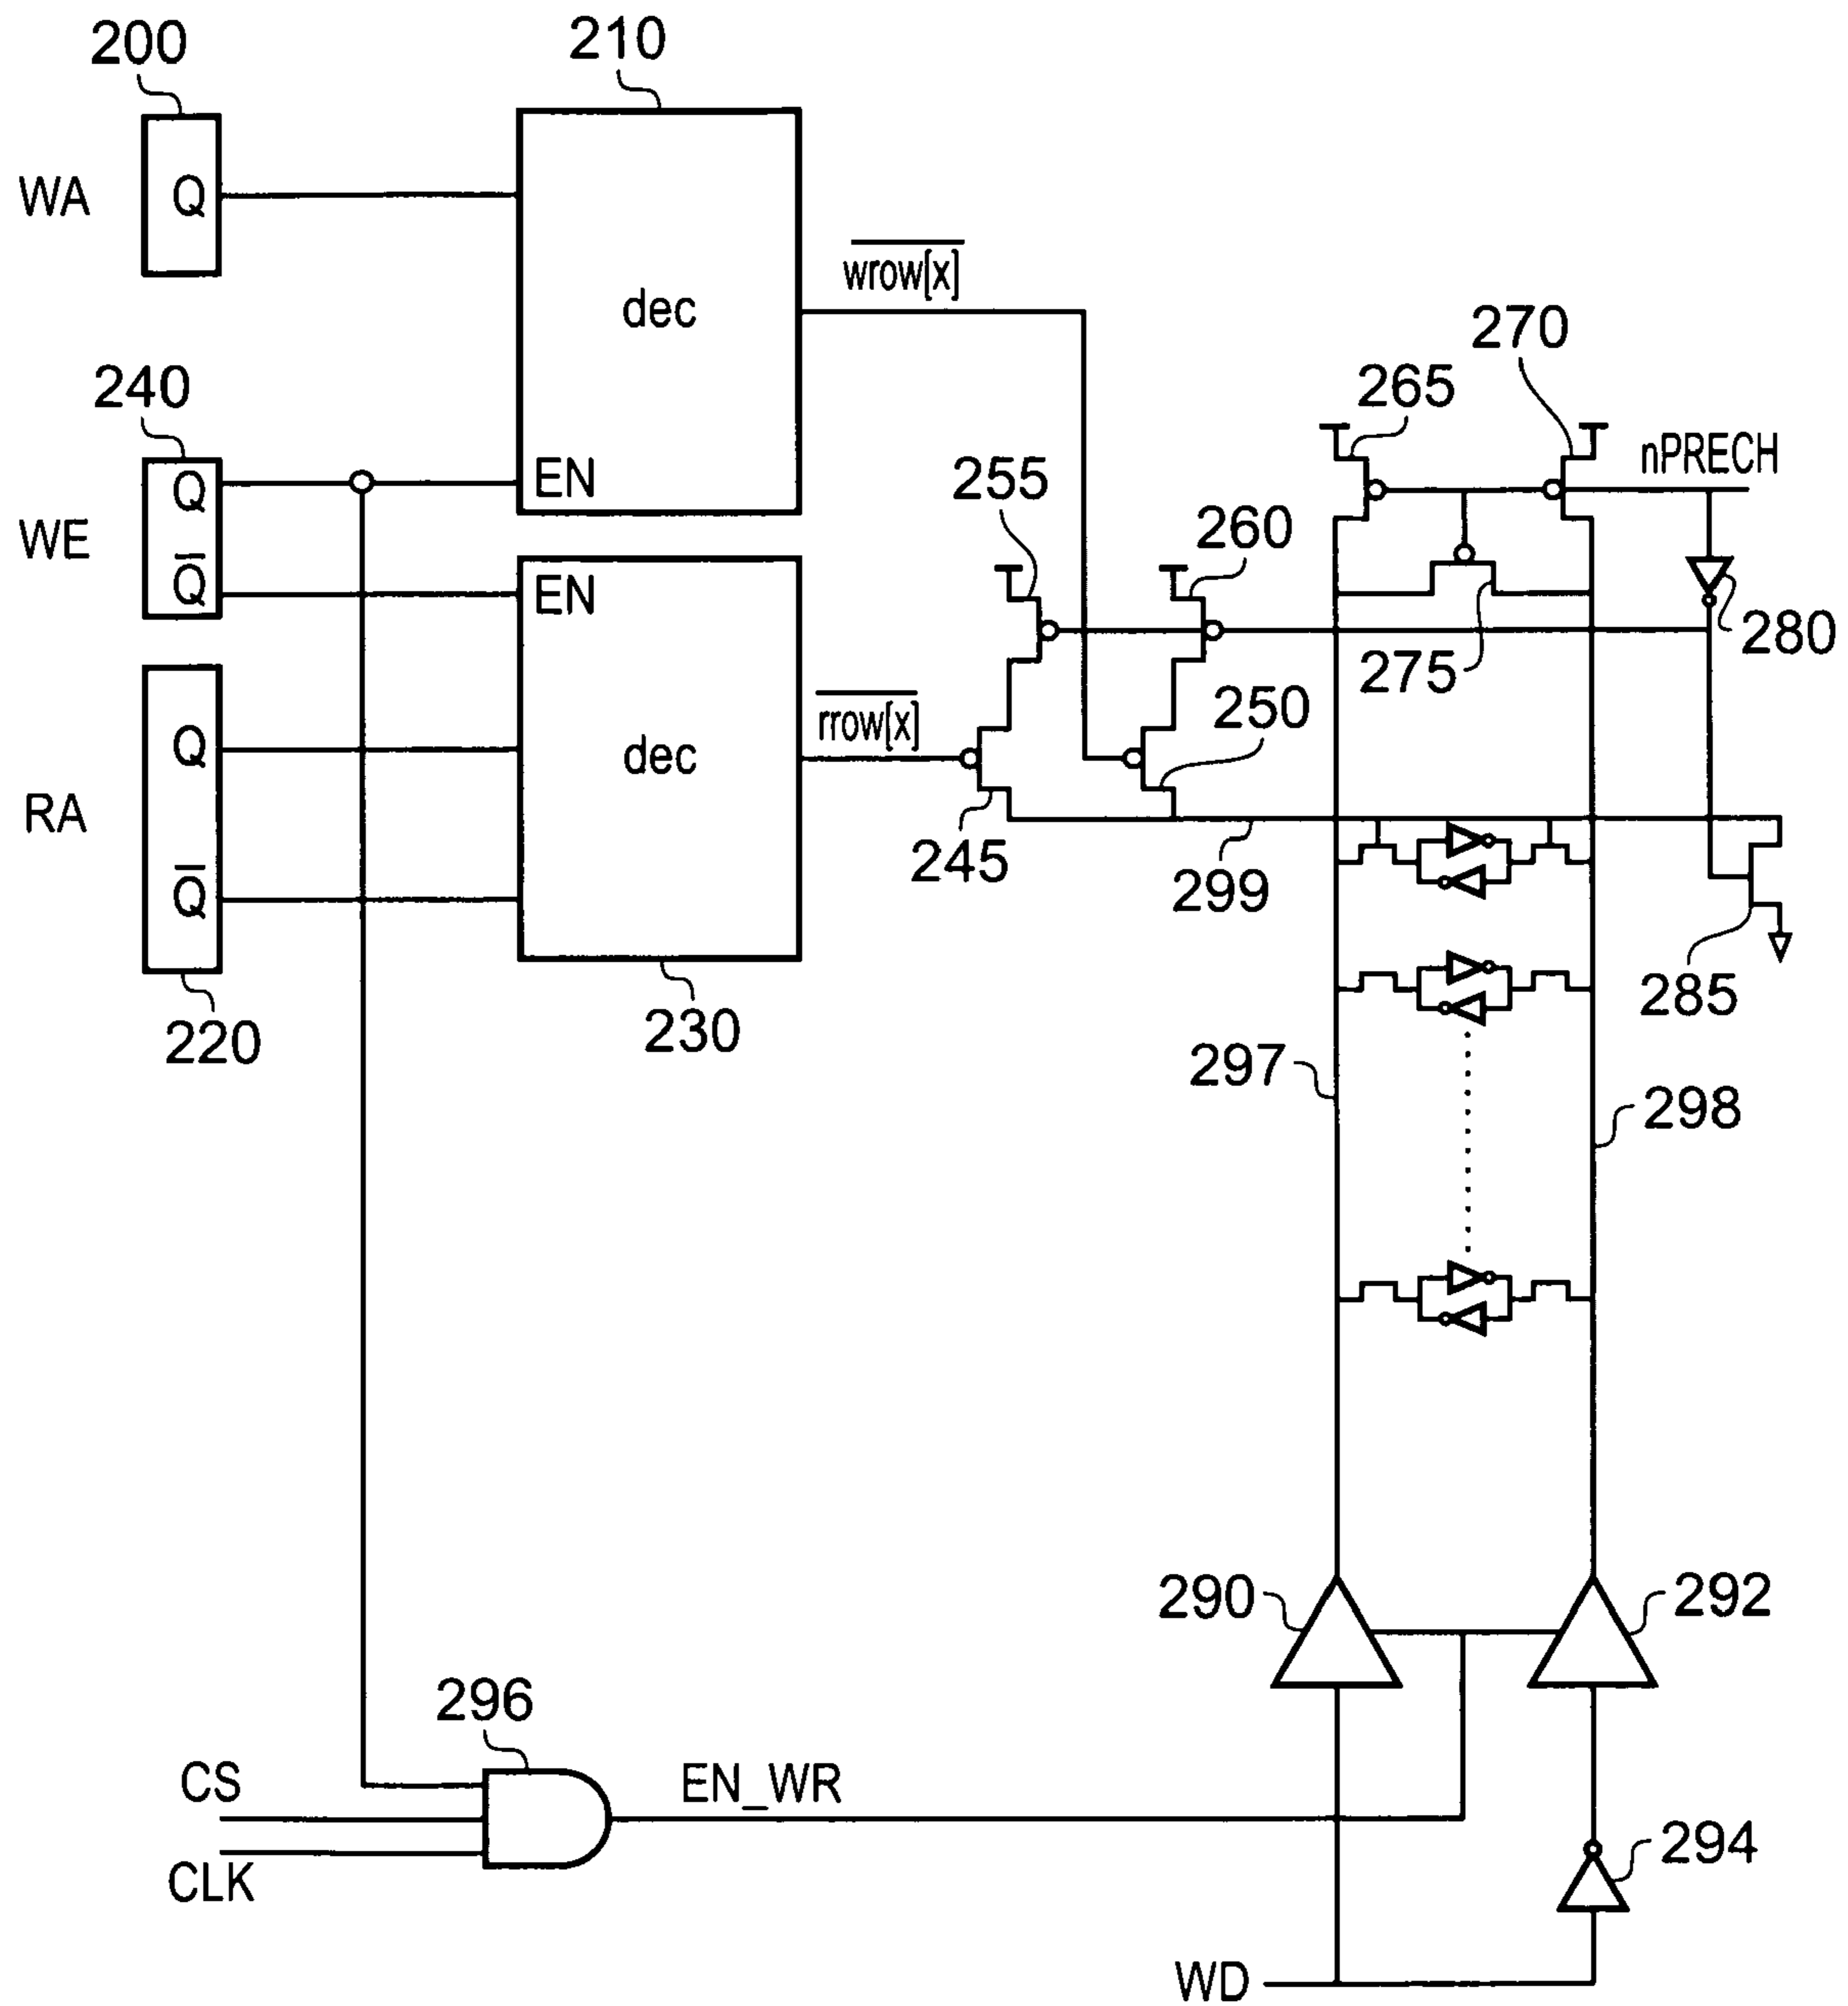 200
210
WA
Q
dec
wrow[x]
240
WE
Q
Q̅
EN
EN
RA
Q
Q̅
dec
rrow[x]
220
230
255
260
265
270
nPRECH
275
280
250
245
299
285
297
298
290
292
296
CS
CLK
EN_WR
294
WD